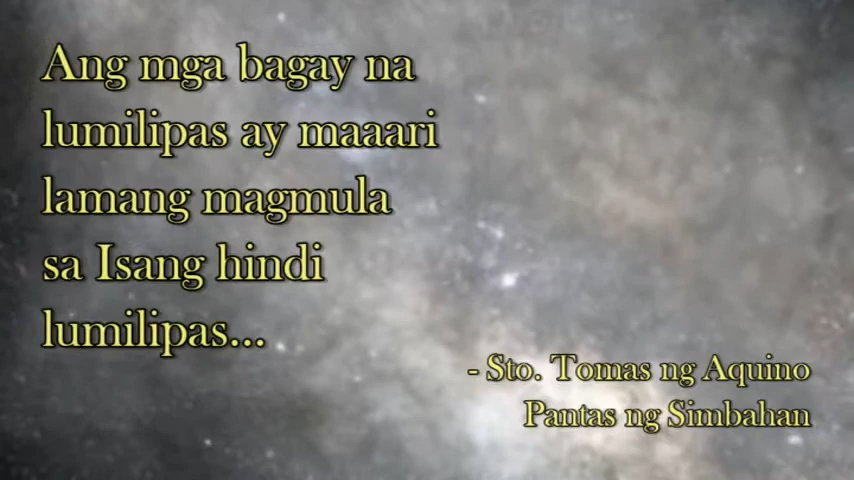 Ang mga bagay na
lumilipas ay maaari
lamang magmula
sa Isang hindi
lumilipas...
- Sto. Tomas ng Aquino
Pantas ng Simbahan